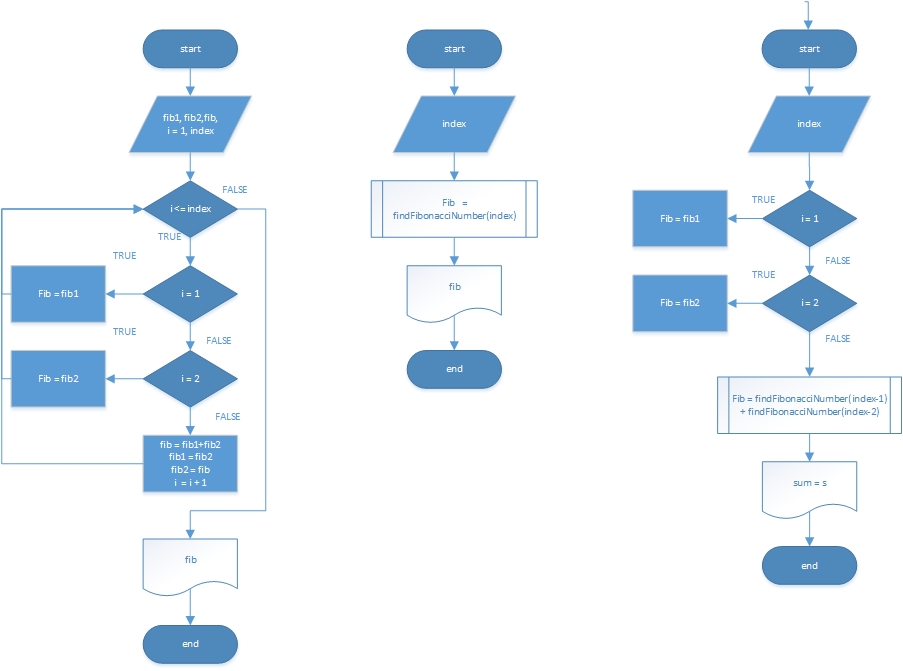 start
fib1, fib2,fib,
i = 1, index
i <= index
FALSE
TRUE
TRUE
Fib = fib1
i = 1
TRUE
FALSE
Fib = fib2
i = 2
FALSE
fib = fib1+fib2
fib1 = fib2
fib2 = fib
i = i + 1
fib
end
start
index
Fib =
findFibonacciNumber(index)
fib
end
start
index
TRUE
Fib = fib1
i = 1
FALSE
TRUE
Fib = fib2
i = 2
FALSE
Fib = findFibonacciNumber(index-1)
+ findFibonacciNumber(index-2)
sum = s
end